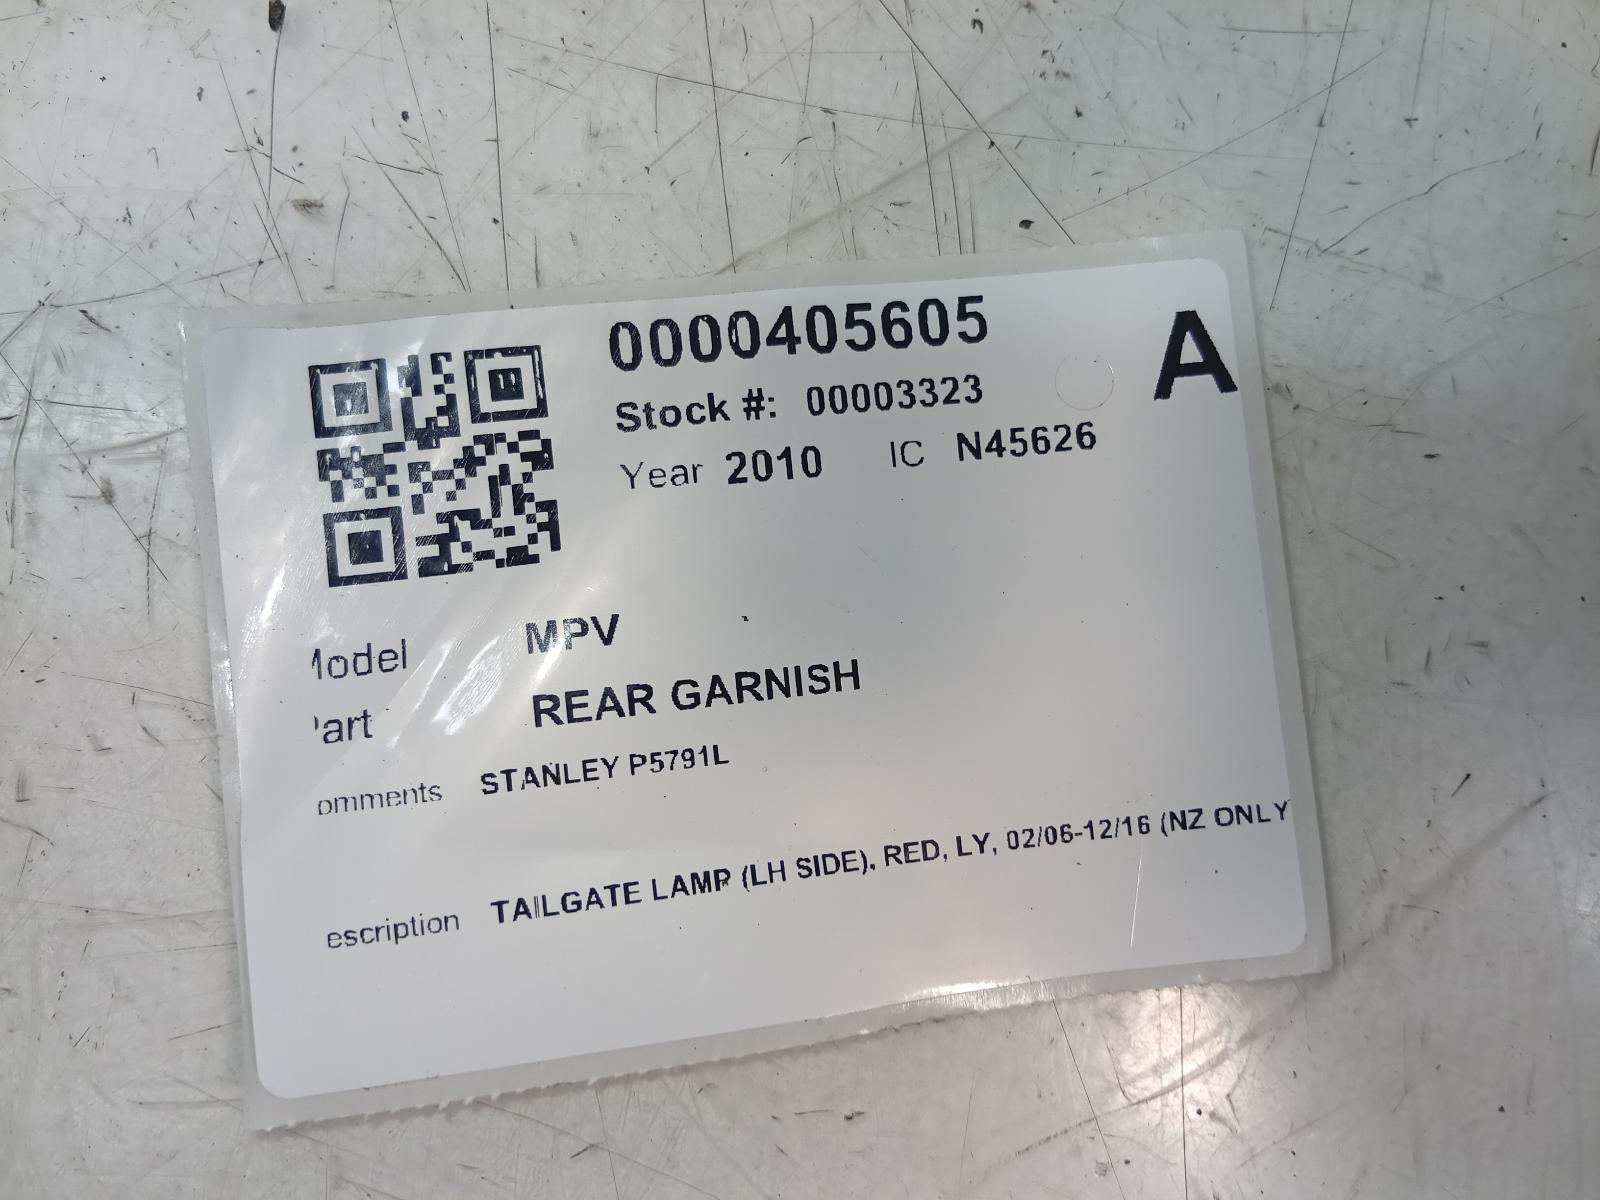 0000405605
A
Stock #: 00003323
Year 2010 IC N45626
Model MPV
Part REAR GARNISH
omments STANLEY P5791L
escription TAILGATE LAMP (LH SIDE), RED, LY, 02/06-12/16 (NZ ONLY